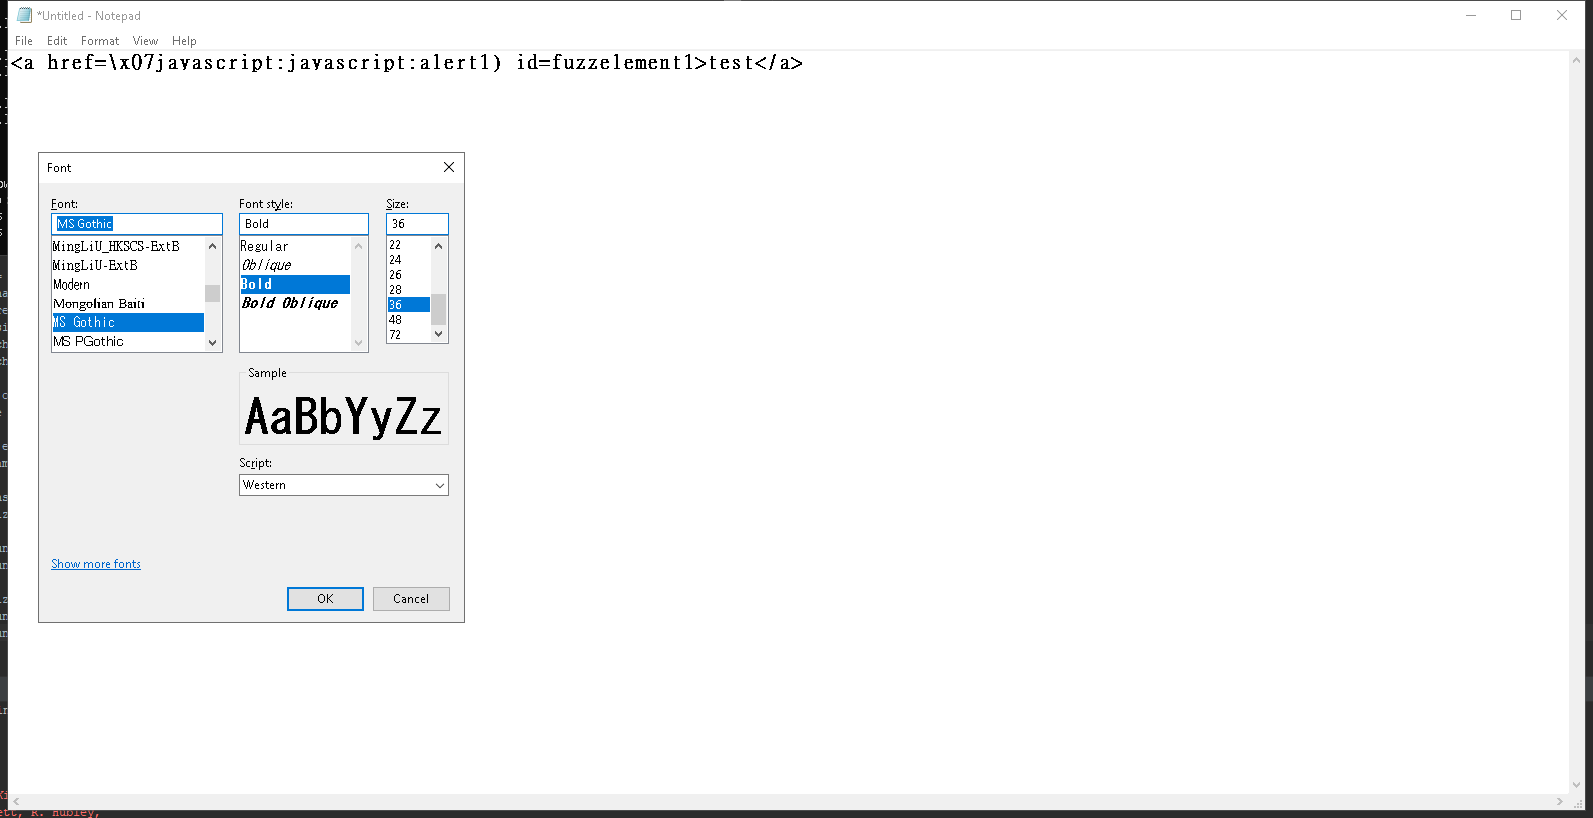 *Untitled - Notepad
File Edit Format View Help
<a href=\x07javascript:javascript:alert1) id=fuzzelement1>test</a>
Font
Font: Font style: Size:
MS Gothic Bold 36
MingLiU_HKSCS-ExtB
MingLiU-ExtB
Modern
Mongolian Baiti
MS Gothic
MS PGothic
Regular
Oblique
Bold
Bold Oblique
22
24
26
28
36
48
72
Sample
AaBbYyZz
Script:
Western
Show more fonts
OK Cancel
R. Hubley,